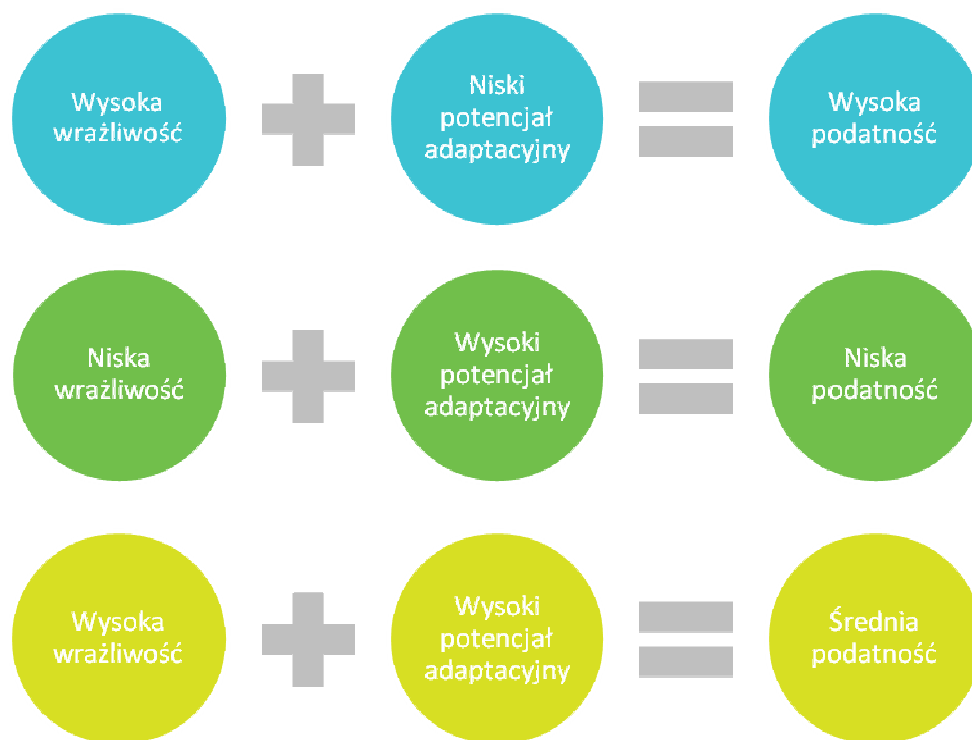 Wysoka
wrażliwość
Niski
potencjał
adaptacyjny
Wysoka
podatność
Niska
wrażliwość
Wysoki
potencjał
adaptacyjny
Niska
podatność
Wysoka
wrażliwość
Wysoki
potencjał
adaptacyjny
Średnia
podatność